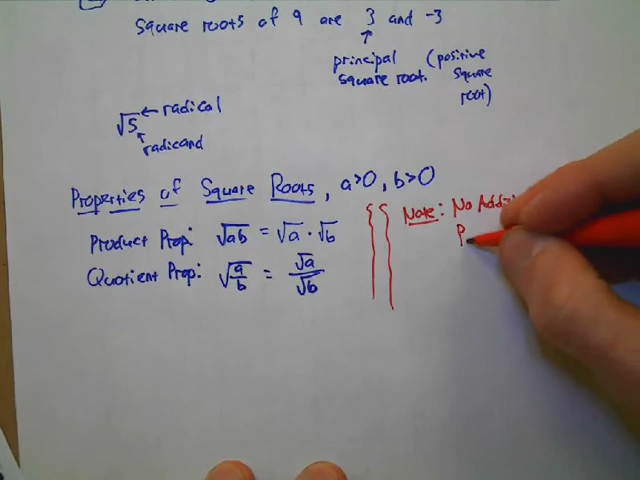 Square roots of 9 are 3 and -3
principal (positive
square root. square
root)
√5 ← radical
radicand
Properties of Square Roots, a>0, b>0
Product Prop: √ab = √a · √b
Quotient Prop: √a/b = √a/√b
Note: No
P